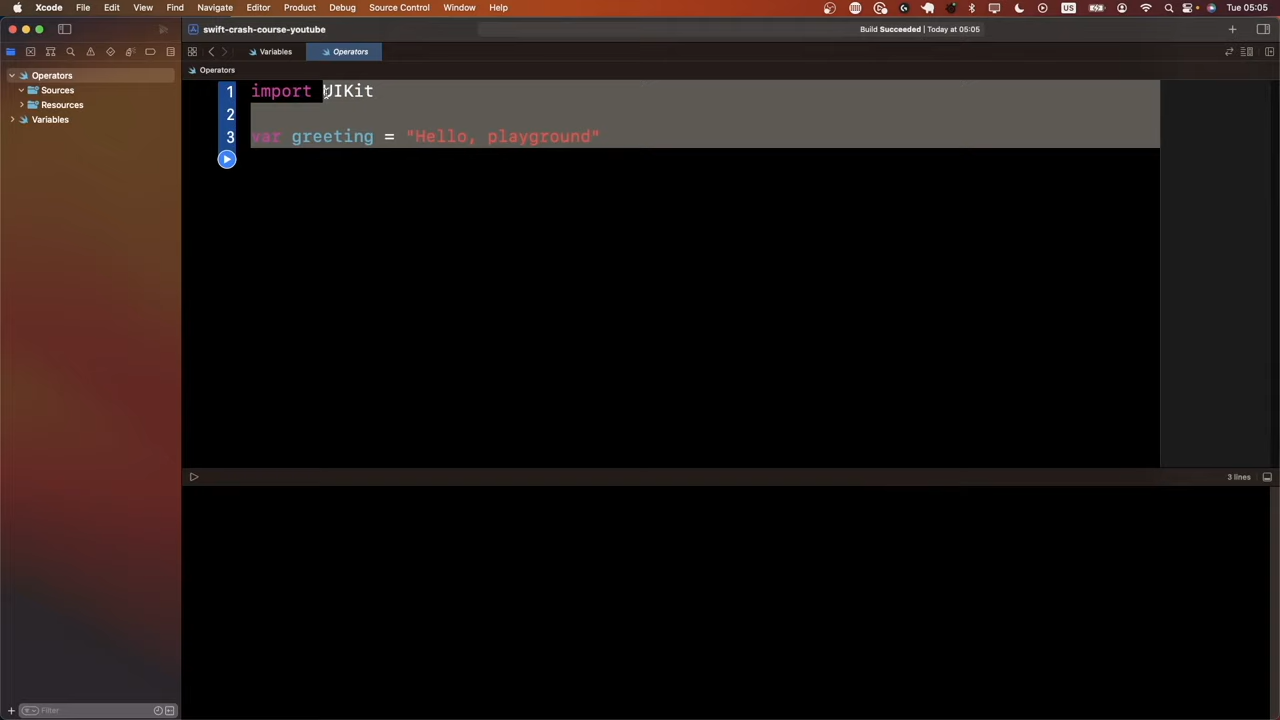 Xcode File Edit View Find Navigate Editor Product Debug Source Control Window Help US Tue 05:05
swift-crash-course-youtube Build Succeeded | Today at 05:05
Variables Operators
Operators
Operators
Sources
Resources
Variables
1 import UIKit
2
3 var greeting = "Hello, playground"
3 lines
Filter